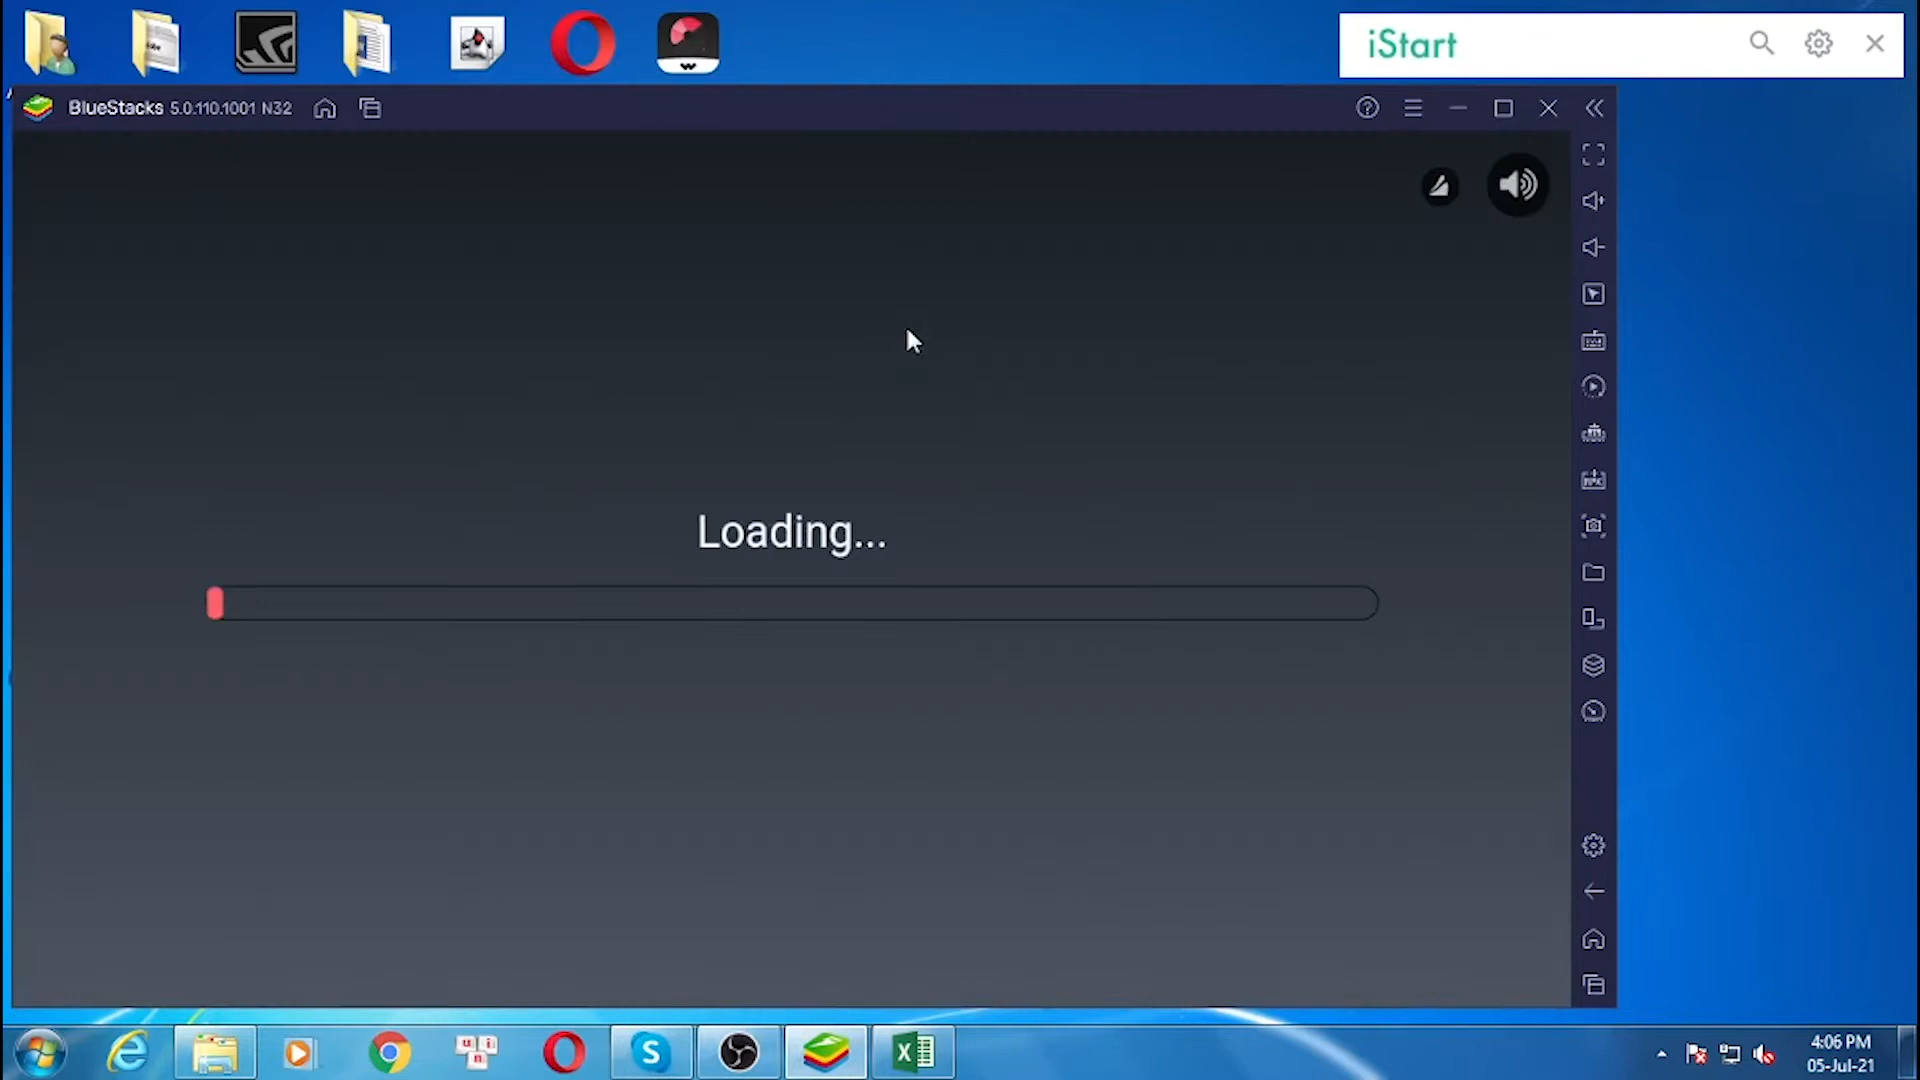 iStart
BlueStacks 5.0.110.1001 N32
Loading...
4:06 PM
05-Jul-21